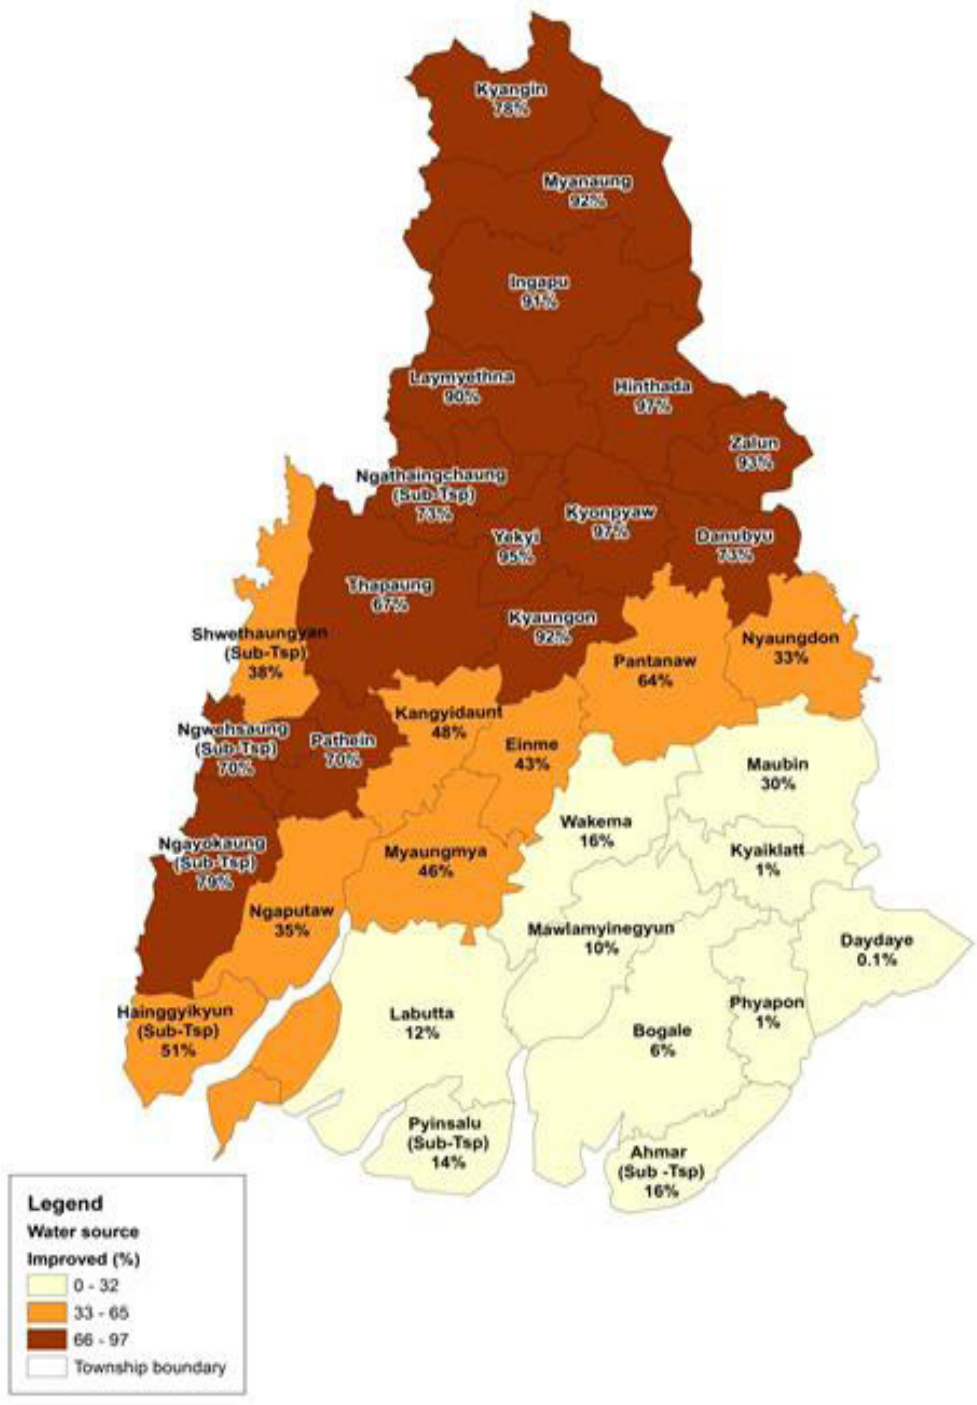 Kyangin
78%
Myanaung
92%
Ingapu
91%
Laymyethna
90%
Hinthada
97%
Zalun
93%
Ngathaingchaung
(Sub-Tsp)
73%
Yekyi
95%
Kyonpyaw
97%
Danubyu
73%
Thapaung
67%
Kyaungon
92%
Shwethaungyan
(Sub-Tsp)
38%
Pantanaw
64%
Nyaungdon
33%
Ngwehsaung
(Sub-Tsp)
70%
Pathein
70%
Kangyidaunt
48%
Einme
43%
Maubin
30%
Wakema
16%
Kyaiklatt
1%
Ngayokaung
(Sub-Tsp)
79%
Myaungmya
46%
Ngaputaw
35%
Mawlamyinegyun
10%
Daydaye
0.1%
Hainggyikyun
(Sub-Tsp)
51%
Labutta
12%
Bogale
6%
Phyapon
1%
Pyinsalu
(Sub-Tsp)
14%
Ahmar
(Sub -Tsp)
16%
Legend
Water source
Improved (%)
0 - 32
33 - 65
66 - 97
Township boundary